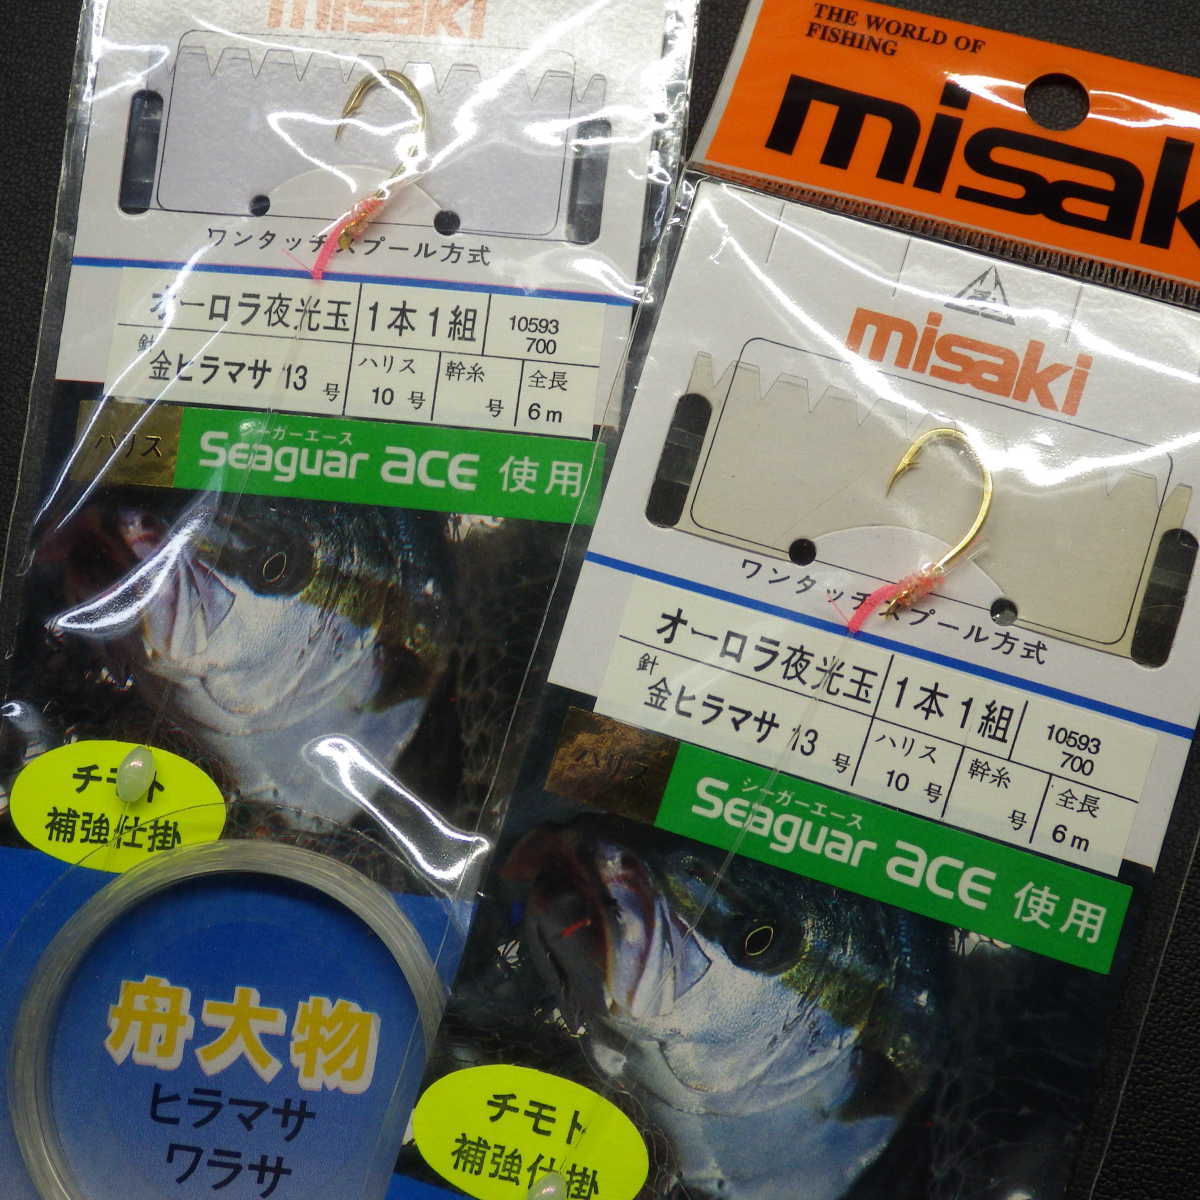 misaki
ワンタッチスプール方式
オーロラ夜光玉 1本1組 10593
700
針 金ヒラマサ 13 号 ハリス 10 号 幹糸 号 全長 6m
ハリス シーガーエース
Seaguar ACE 使用
チモト
補強仕掛
舟大物
ヒラマサ
ワラサ
THE WORLD OF
FISHING
misak
misaki
ワンタッチスプール方式
オーロラ夜光玉 1本1組 10593
700
針 金ヒラマサ 13 号 ハリス 10 号 幹糸 号 全長 6m
ハリス シーガーエース
Seaguar ACE 使用
チモト
補強仕掛